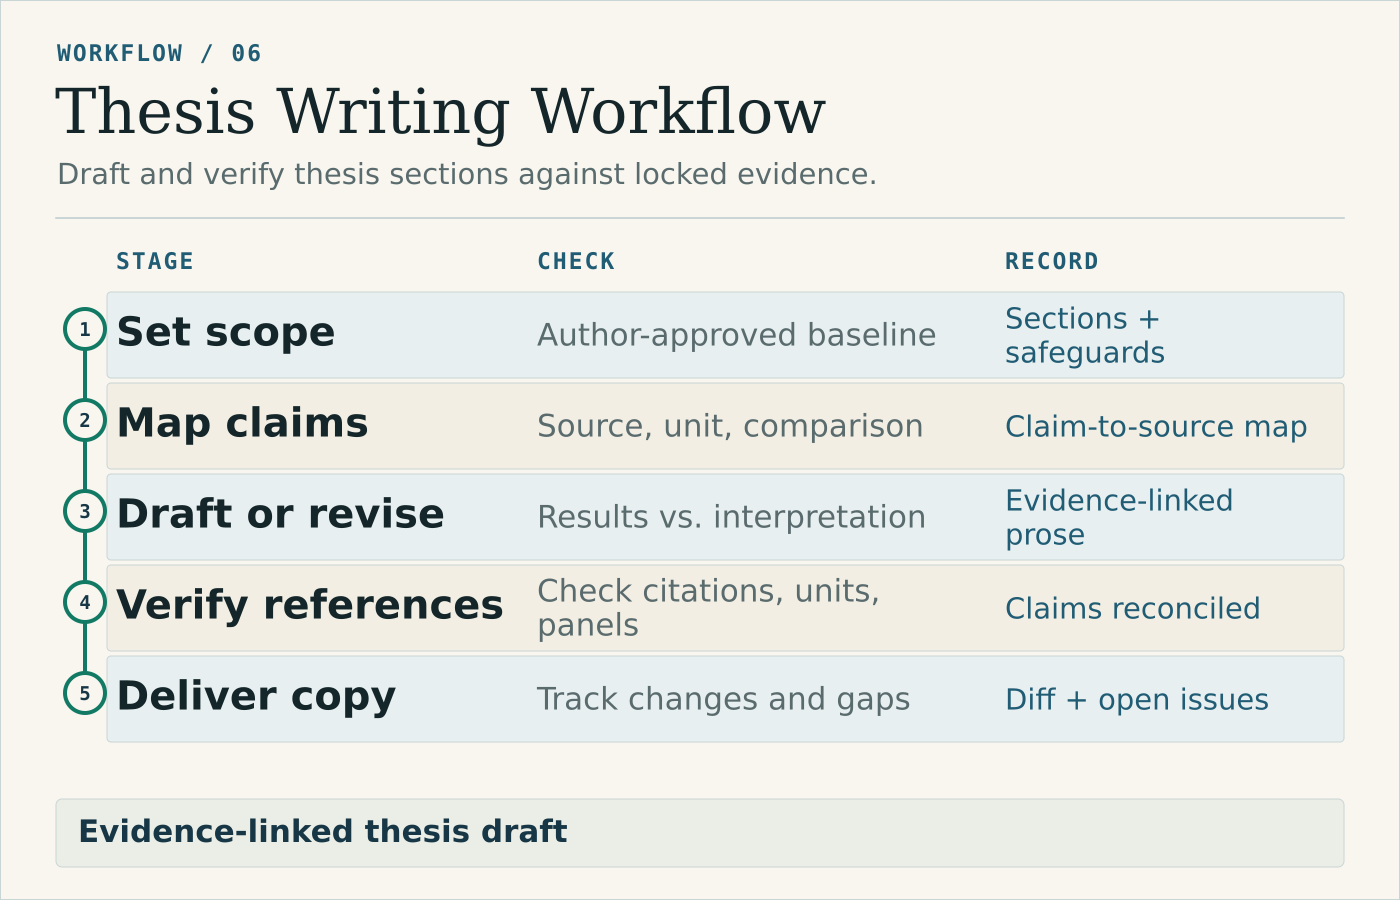 WORKFLOW / 06
Thesis Writing Workflow
Draft and verify thesis sections against locked evidence.
STAGE CHECK RECORD
1 Set scope Author-approved baseline Sections +
safeguards
2 Map claims Source, unit, comparison Claim-to-source map
3 Draft or revise Results vs. interpretation Evidence-linked
prose
4 Verify references Check citations, units,
panels Claims reconciled
5 Deliver copy Track changes and gaps Diff + open issues
Evidence-linked thesis draft